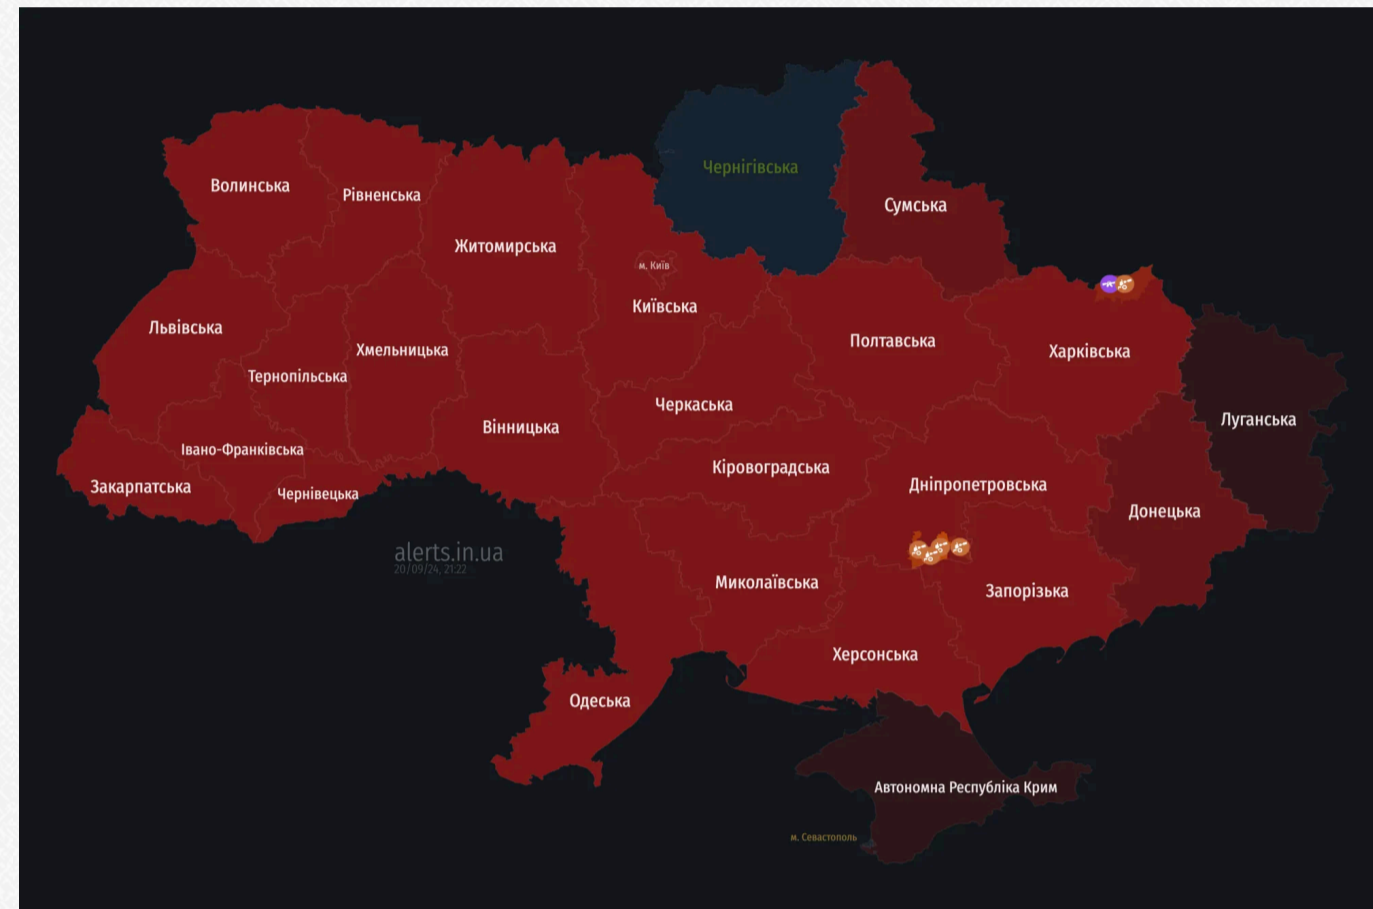 Чернігівська
Волинська
Рівненська
Сумська
Житомирська
м. Київ
Київська
Львівська
Полтавська
Хмельницька
Харківська
Тернопільська
Черкаська
Луганська
Вінницька
Івано-Франківська
Кіровоградська
Закарпатська
Дніпропетровська
Чернівецька
Донецька
alerts.in.ua
20/09/24, 21:22
Миколаївська
Запорізька
Херсонська
Одеська
Автономна Республіка Крим
м. Севастополь